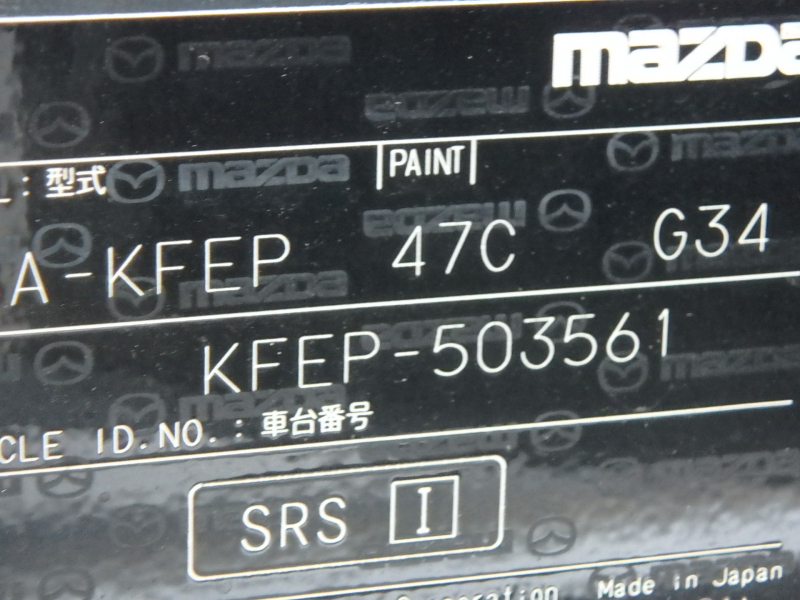 mazda
L : 型式 PAINT
A-KFEP 47C G34
KFEP-503561
CLE ID.NO. : 車台番号
SRS I
Corporation Made in Japan